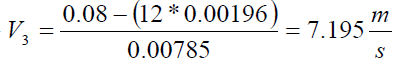 V₃ = (0.08 − (12 * 0.00196)) / 0.00785 = 7.195 m/s